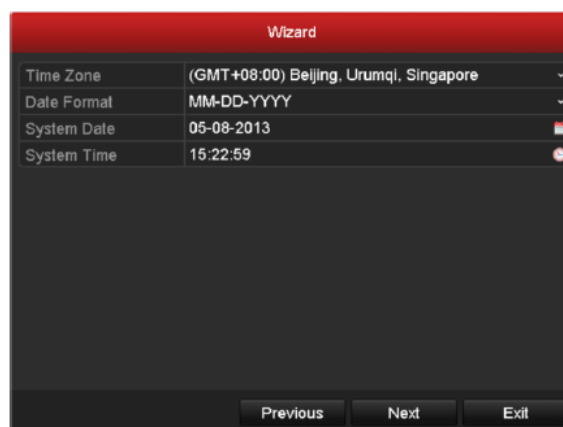 Wizard
Time Zone (GMT+08:00) Beijing, Urumqi, Singapore
Date Format MM-DD-YYYY
System Date 05-08-2013
System Time 15:22:59
Previous Next Exit